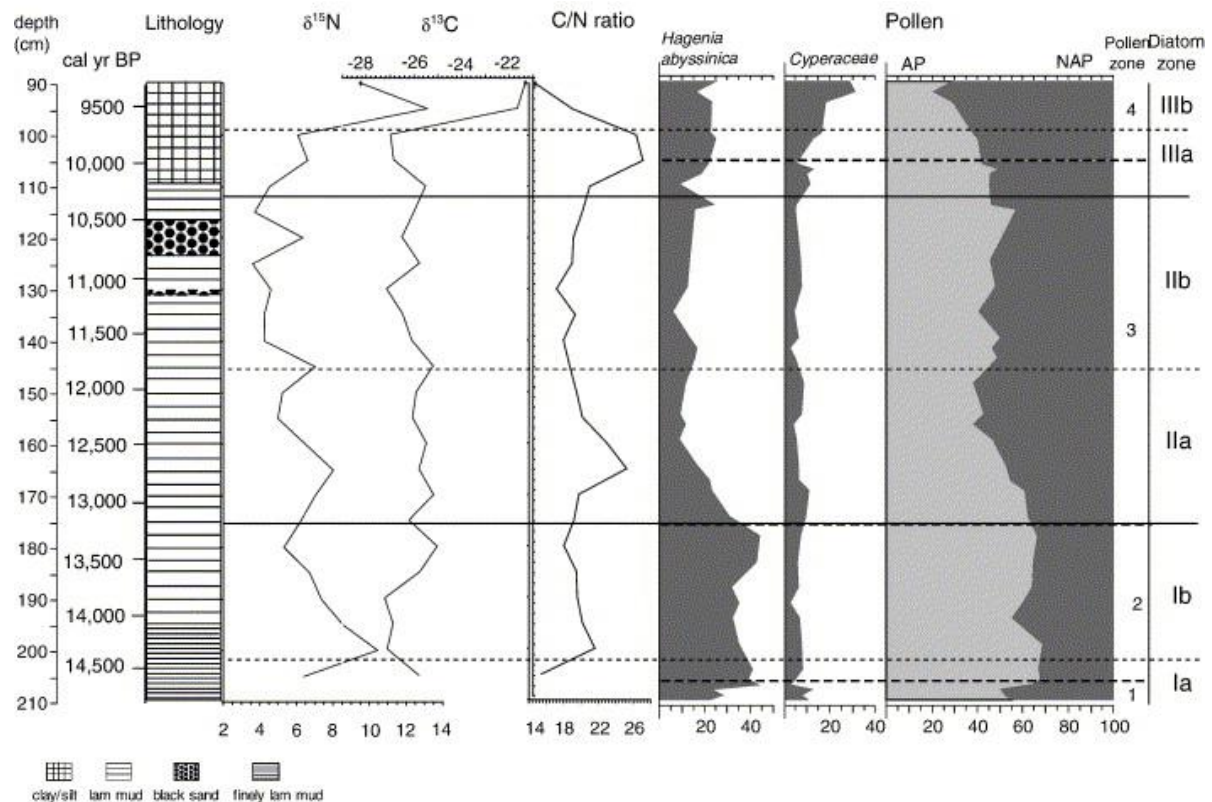 depth
(cm)
Lithology
δ15N
δ13C
C/N ratio
Pollen
cal yr BP
-28
-26
-24
-22
Hagenia
abyssinica
Cyperaceae
AP
NAP
Pollen
zone
Diatom
zone
90
100
110
120
130
140
150
160
170
180
190
200
210
9500
10,000
10,500
11,000
11,500
12,000
12,500
13,000
13,500
14,000
14,500
4
3
2
1
IIIb
IIIa
IIb
IIa
Ib
Ia
2 4 6 8 10 12 14
14 18 22 26
20 40
20 40
0 20 40 60 80 100
clay/silt lam mud black sand finely lam mud